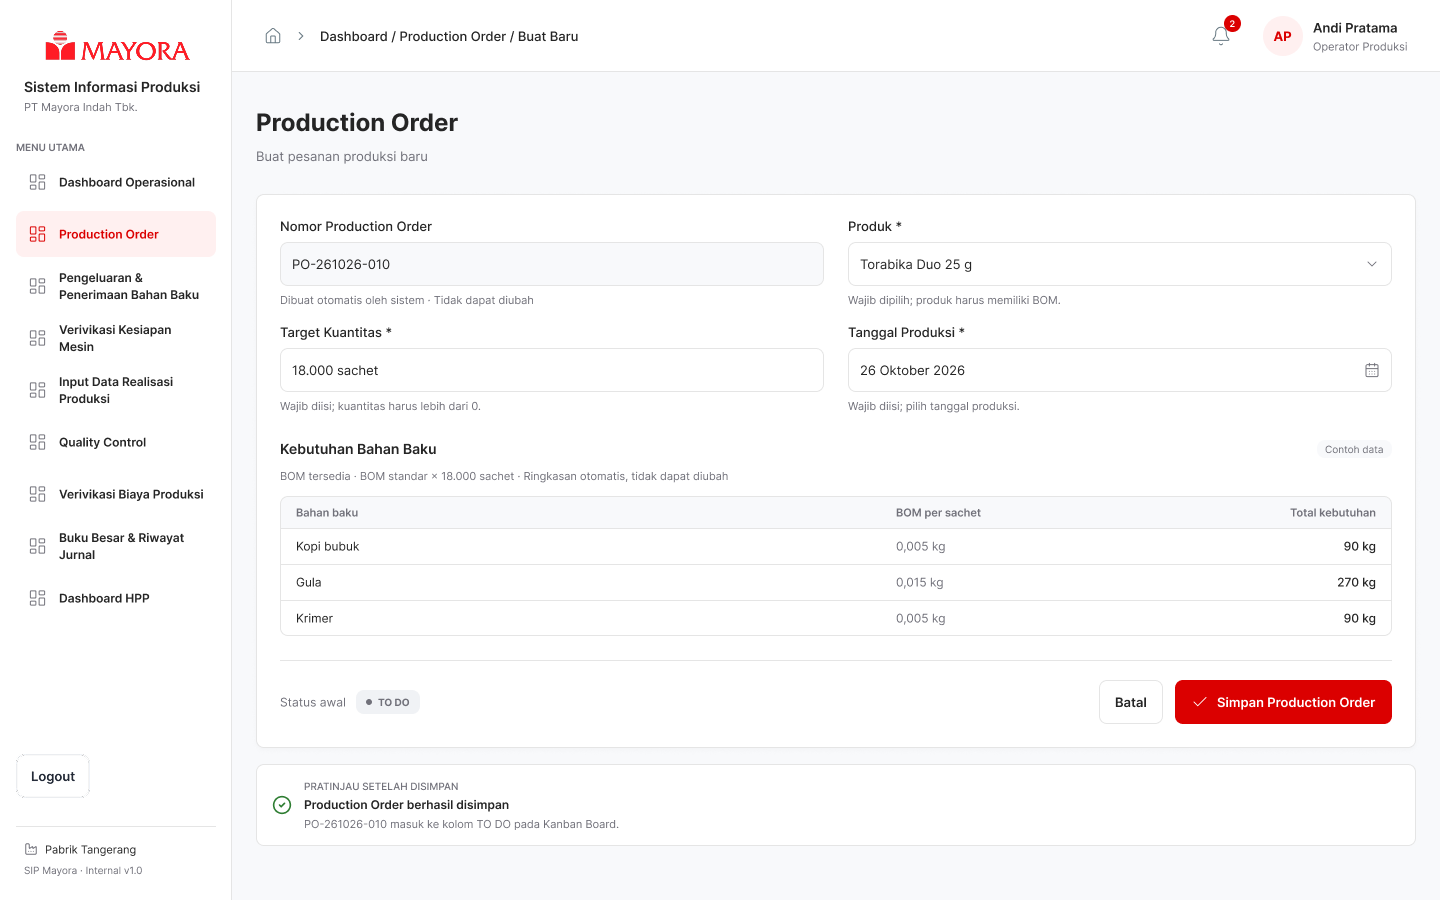 MAYORA
Sistem Informasi Produksi
PT Mayora Indah Tbk.
MENU UTAMA
Dashboard Operasional
Production Order
Pengeluaran &
Penerimaan Bahan Baku
Verivikasi Kesiapan
Mesin
Input Data Realisasi
Produksi
Quality Control
Verivikasi Biaya Produksi
Buku Besar & Riwayat
Jurnal
Dashboard HPP
Logout
Pabrik Tangerang
SIP Mayora · Internal v1.0
Dashboard / Production Order / Buat Baru
2
AP
Andi Pratama
Operator Produksi
Production Order
Buat pesanan produksi baru
Nomor Production Order
PO-261026-010
Dibuat otomatis oleh sistem · Tidak dapat diubah
Produk *
Torabika Duo 25 g
Wajib dipilih; produk harus memiliki BOM.
Target Kuantitas *
18.000 sachet
Wajib diisi; kuantitas harus lebih dari 0.
Tanggal Produksi *
26 Oktober 2026
Wajib diisi; pilih tanggal produksi.
Kebutuhan Bahan Baku
Contoh data
BOM tersedia · BOM standar × 18.000 sachet · Ringkasan otomatis, tidak dapat diubah
Bahan baku BOM per sachet Total kebutuhan
Kopi bubuk 0,005 kg 90 kg
Gula 0,015 kg 270 kg
Krimer 0,005 kg 90 kg
Status awal TO DO
Batal
Simpan Production Order
PRATINJAU SETELAH DISIMPAN
Production Order berhasil disimpan
PO-261026-010 masuk ke kolom TO DO pada Kanban Board.